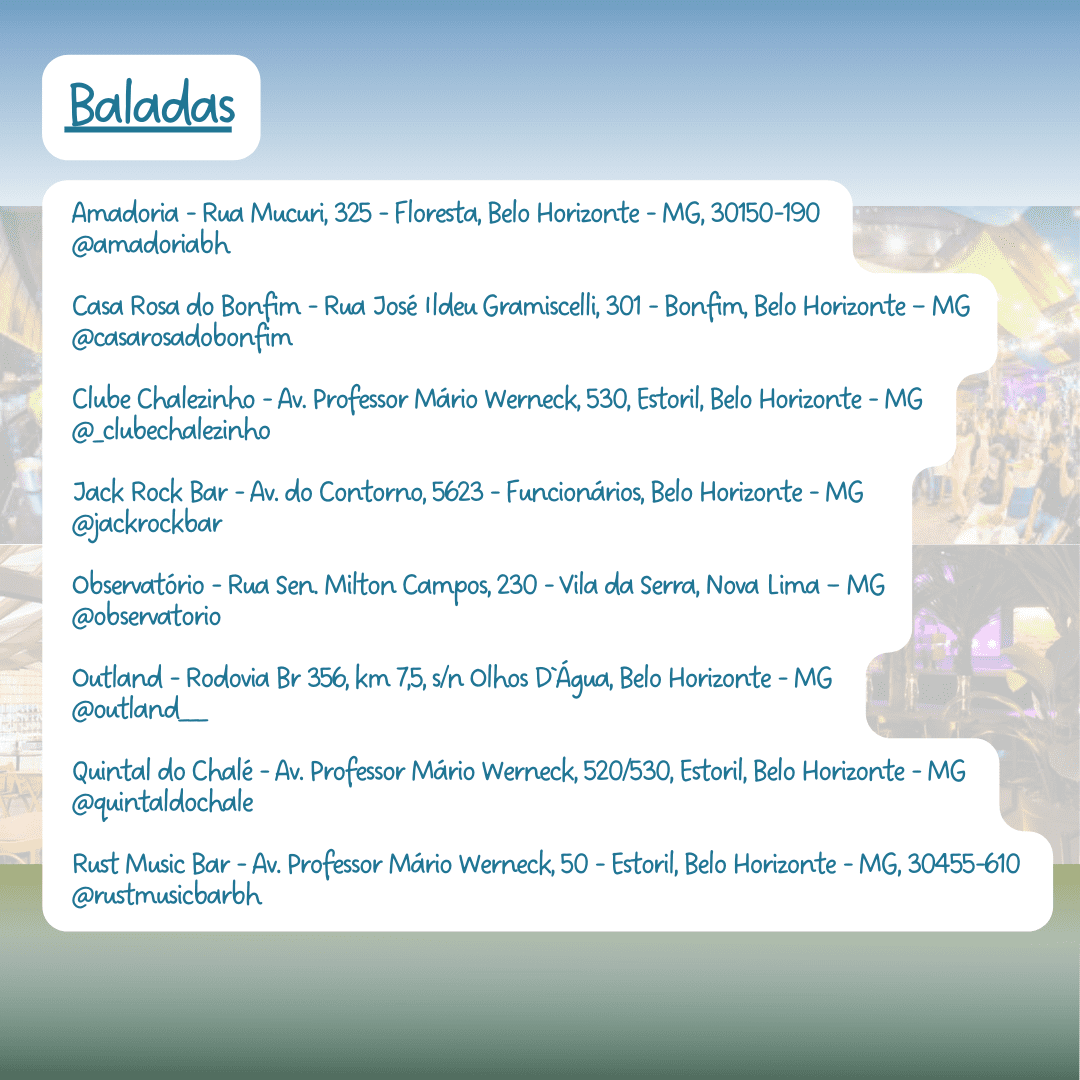 Baladas
Amadoria - Rua Mucuri, 325 - Floresta, Belo Horizonte - MG, 30150-190
@amadoriabh
Casa Rosa do Bonfim - Rua José Ildeu Gramiscelli, 301 - Bonfim, Belo Horizonte – MG
@casarosadobonfim
Clube Chalezinho - Av. Professor Mário Werneck, 530, Estoril, Belo Horizonte - MG
@_clubechalezinho
Jack Rock Bar - Av. do Contorno, 5623 - Funcionários, Belo Horizonte - MG
@jackrockbar
Observatório - Rua Sen. Milton Campos, 230 - Vila da Serra, Nova Lima – MG
@observatorio
Outland - Rodovia Br 356, km 7,5, s/n Olhos D`Água, Belo Horizonte - MG
@outland__
Quintal do Chalé - Av. Professor Mário Werneck, 520/530, Estoril, Belo Horizonte - MG
@quintaldochale
Rust Music Bar - Av. Professor Mário Werneck, 50 - Estoril, Belo Horizonte - MG, 30455-610
@rustmusicbarbh